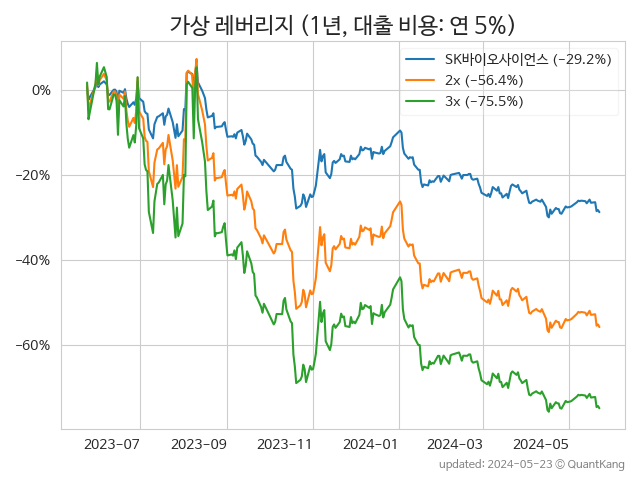 가상 레버리지 (1년, 대출 비용: 연 5%)
SK바이오사이언스 (−29.2%)
2x (−56.4%)
3x (−75.5%)
0%
−20%
−40%
−60%
2023-07 2023-09 2023-11 2024-01 2024-03 2024-05
updated: 2024-05-23 © QuantKang